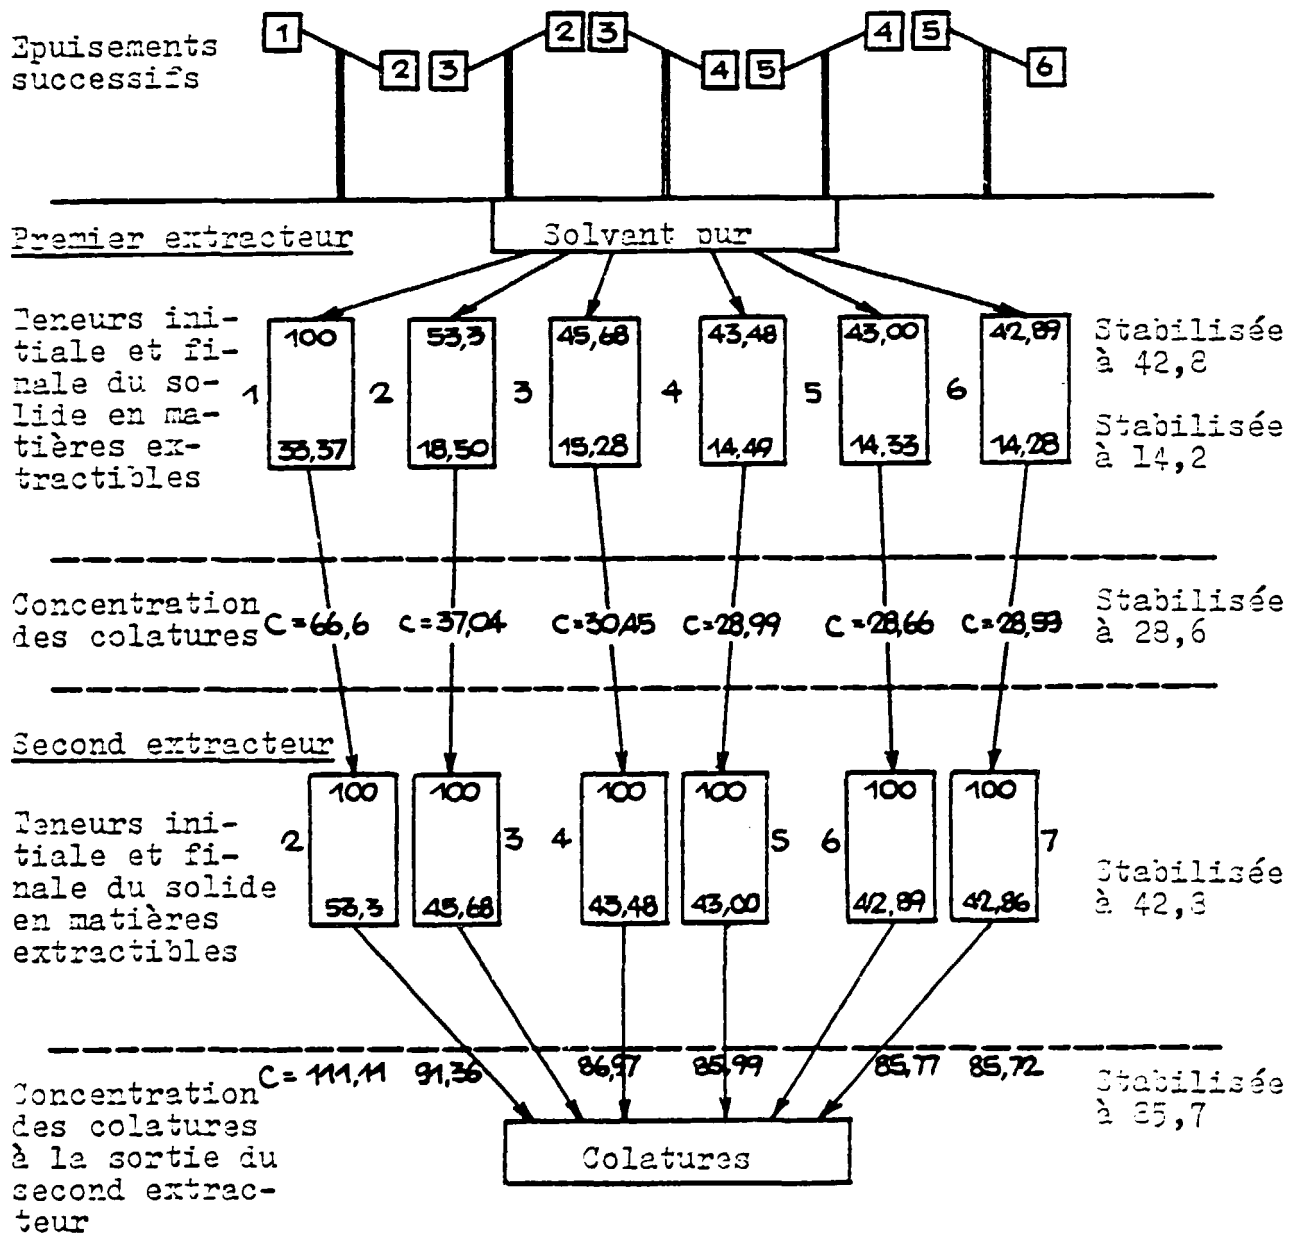 Epuisements
successifs
1 2 3 2 3 4 5 4 5 6
Premier extracteur
Solvant pur
Teneurs ini-
tiale et fi-
nale du so-
lide en ma-
tières ex-
tractibles
100 53,3 45,68 43,48 43,00 42,89
Stabilisée
à 42,8
1 2 3 4 5 6
33,37 18,50 15,28 14,49 14,33 14,28
Stabilisée
à 14,2
Concentration
des colatures
C=66,6 C=37,04 C=30,45 C=28,99 C=28,66 C=28,59
Stabilisée
à 28,6
Second extracteur
Teneurs ini-
tiale et fi-
nale du solide
en matières
extractibles
100 100 100 100 100 100
2 3 4 5 6 7
53,3 45,68 43,48 43,00 42,89 42,86
Stabilisée
à 42,8
C= 111,11 91,36 86,97 85,99 85,77 85,72
Concentration
des colatures
à la sortie du
second extrac-
teur
Stabilisée
à 85,7
Colatures